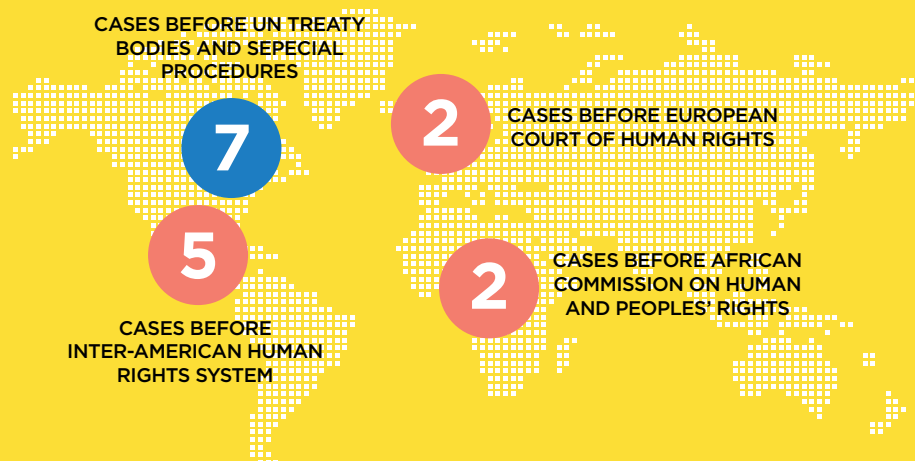 CASES BEFORE UN TREATY
BODIES AND SEPECIAL
PROCEDURES
7
2
CASES BEFORE EUROPEAN
COURT OF HUMAN RIGHTS
5
CASES BEFORE
INTER-AMERICAN HUMAN
RIGHTS SYSTEM
2
CASES BEFORE AFRICAN
COMMISSION ON HUMAN
AND PEOPLES' RIGHTS